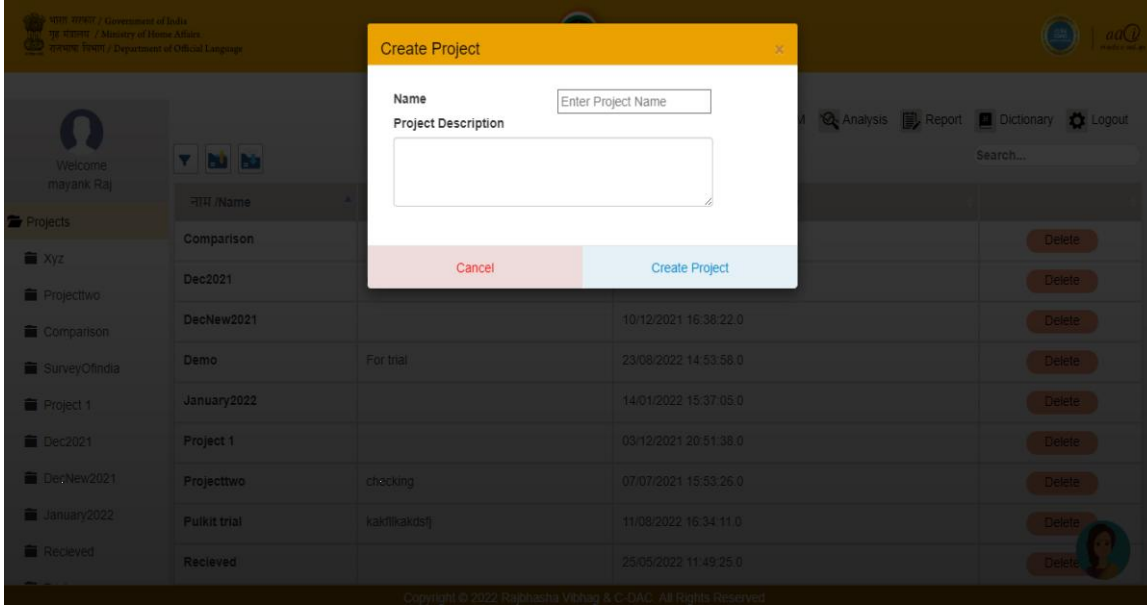 भारत सरकार / Government of India
गृह मंत्रालय / Ministry of Home Affairs
राजभाषा विभाग / Department of Official Language
Create Project
×
Name
Enter Project Name
Project Description
Cancel
Create Project
Analysis
Report
Dictionary
Logout
Search...
Welcome
mayank Raj
Projects
Xyz
Projecttwo
Comparison
SurveyOfIndia
Project 1
Dec2021
DecNew2021
January2022
Recieved
नाम /Name
Comparison Delete
Dec2021 Delete
DecNew2021 10/12/2021 16:38:22.0 Delete
Demo For trial 23/08/2022 14:53:58.0 Delete
January2022 14/01/2022 15:37:05.0 Delete
Project 1 03/12/2021 20:51:38.0 Delete
Projecttwo checking 07/07/2021 15:53:26.0 Delete
Pulkit trial 11/08/2022 16:34:11.0 Delete
Recieved 25/05/2022 11:49:25.0 Delete
Copyright © 2022 Rajbhasha Vibhag & C-DAC. All Rights Reserved